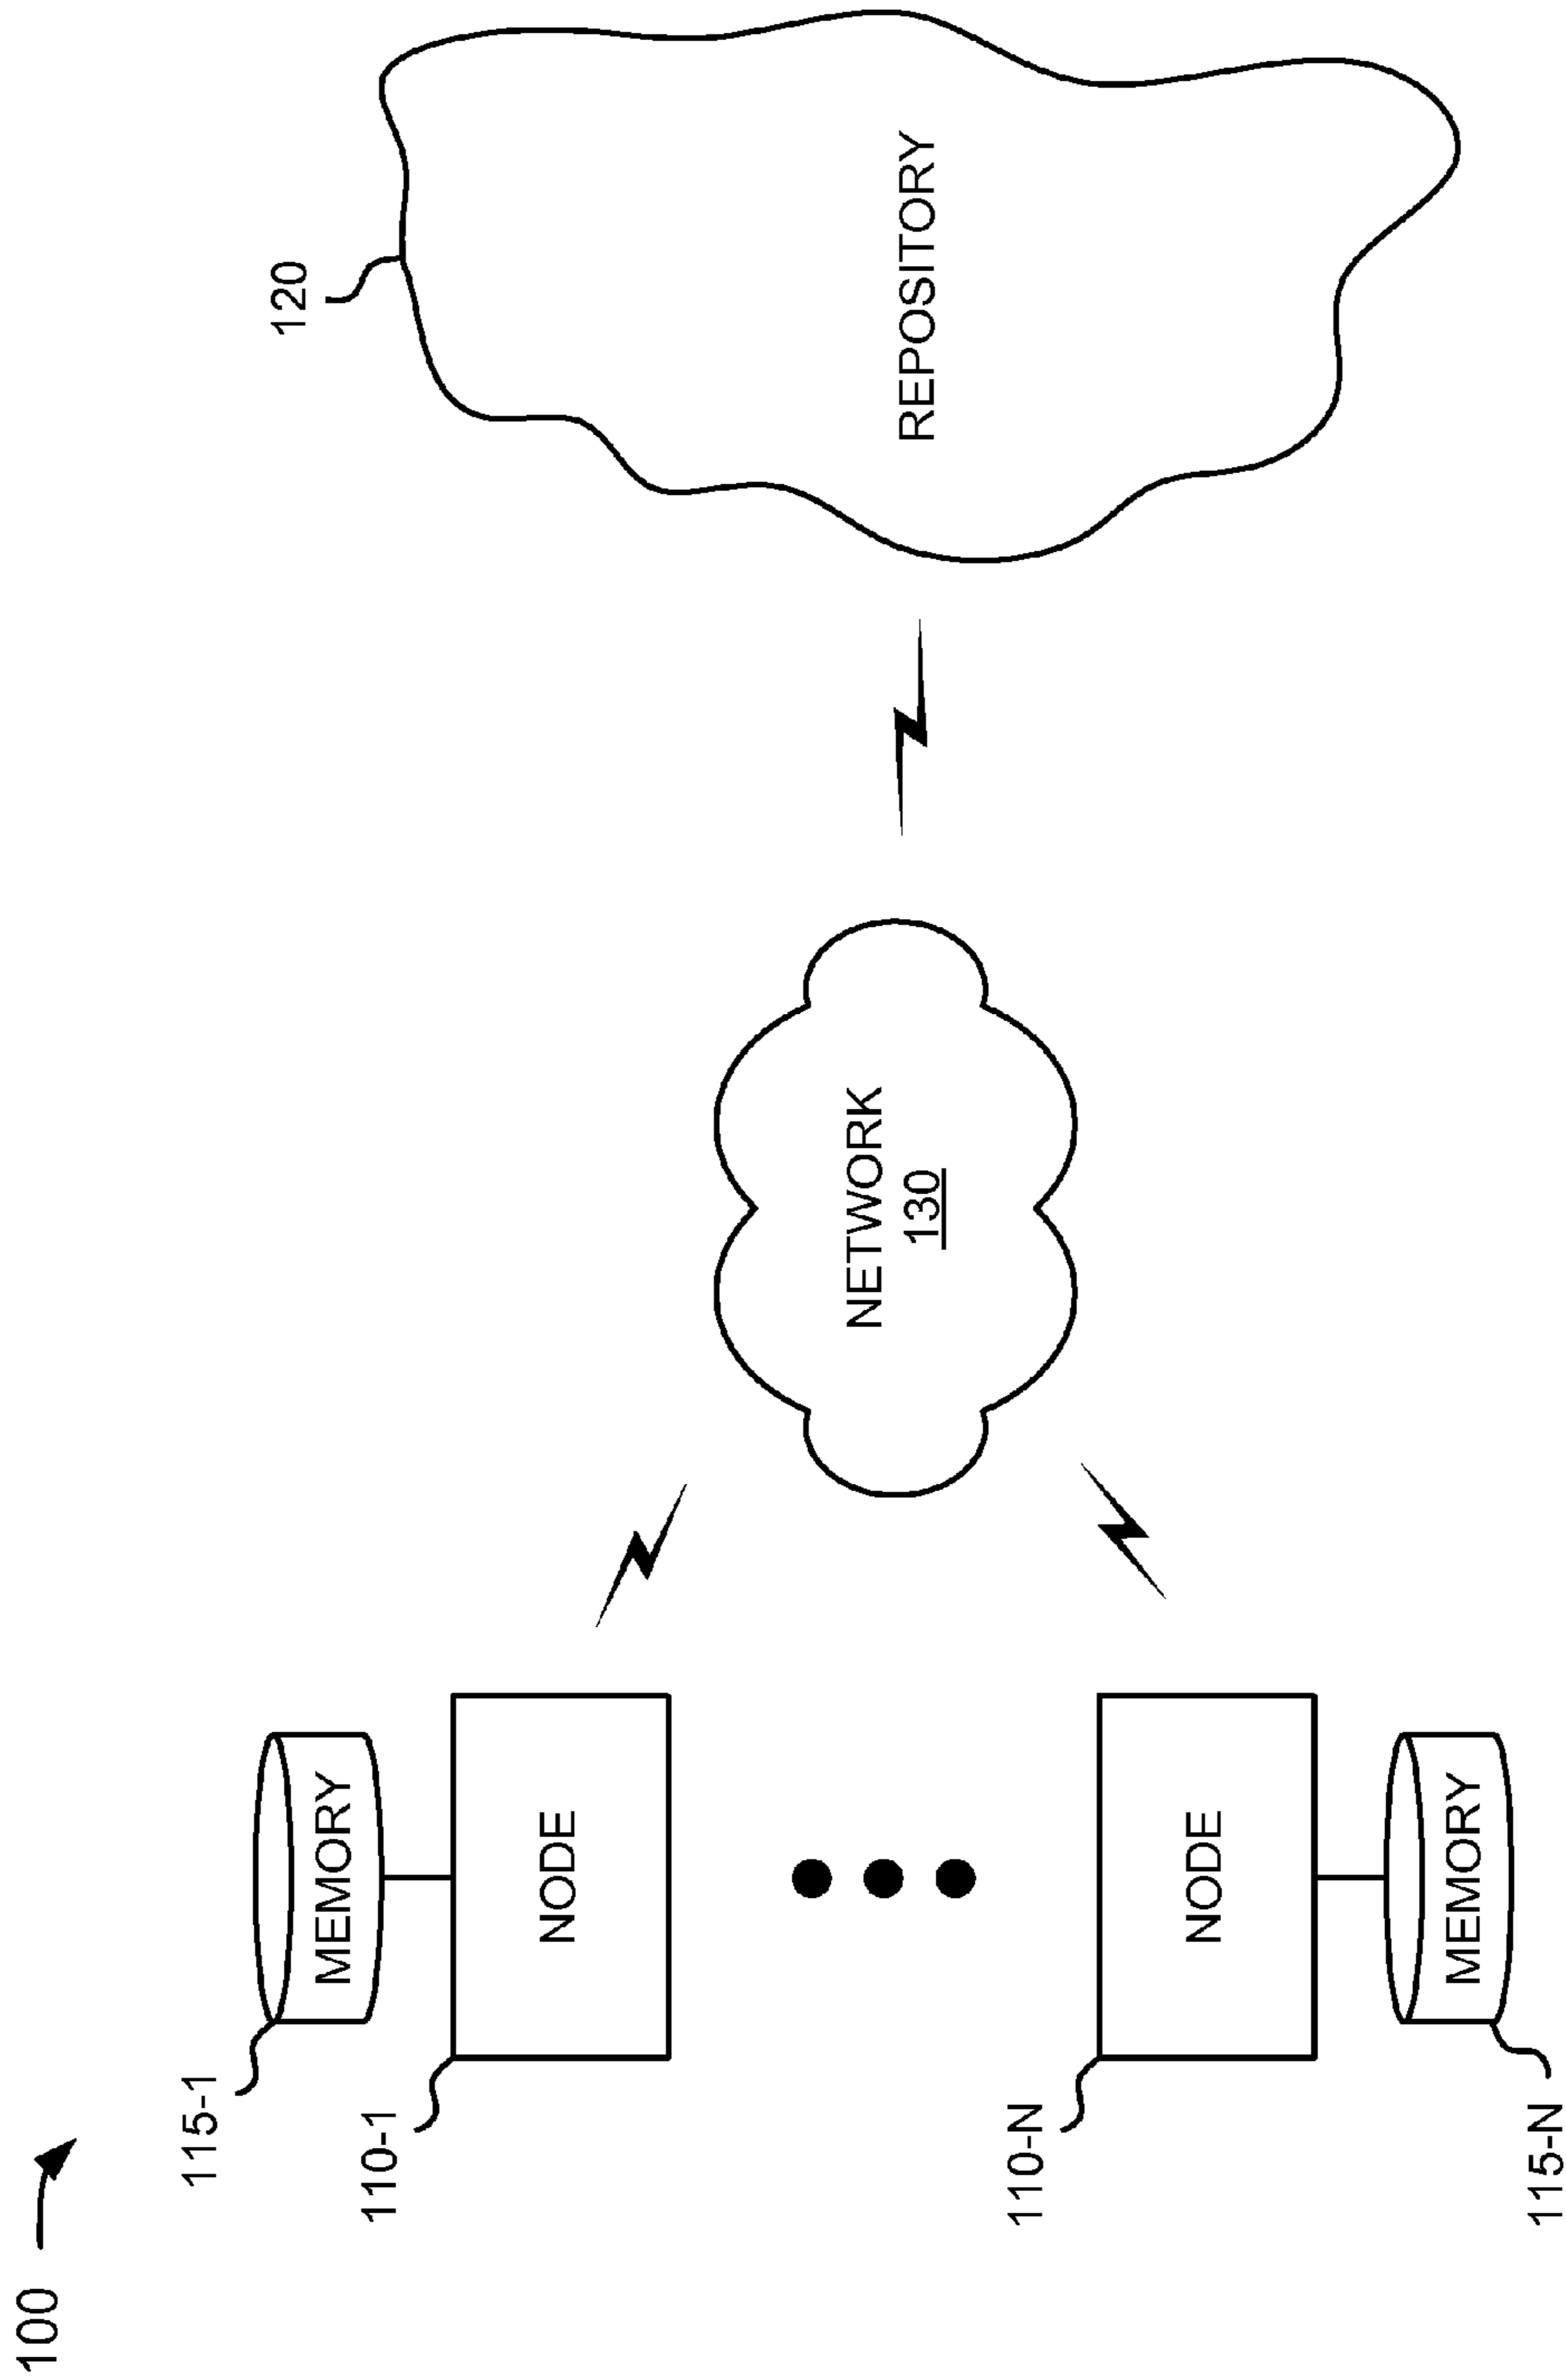 100
115-1
MEMORY
110-1
NODE
110-N
NODE
115-N
MEMORY
NETWORK
130
120
REPOSITORY